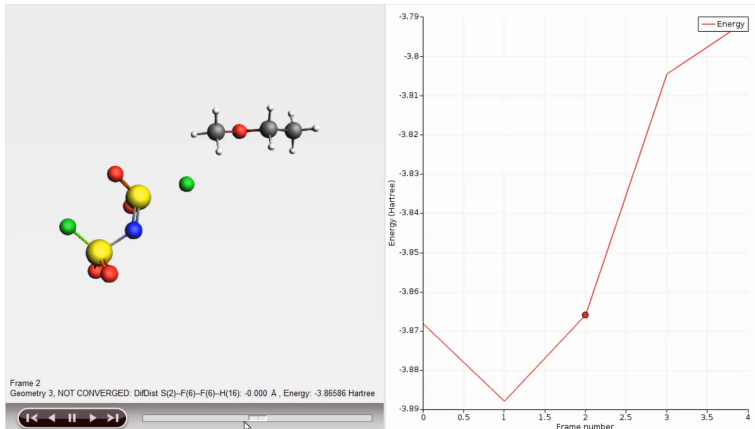 Frame 2
Geometry 3, NOT CONVERGED: DifDist S(2)--F(6)--F(6)--H(16): -0.000 Å , Energy: -3.86586 Hartree
-3.79
-3.8
-3.81
-3.82
-3.83
-3.84
-3.85
-3.86
-3.87
-3.88
-3.89
Energy (Hartree)
Energy
0 0.5 1 1.5 2 2.5 3 3.5 4
Frame number